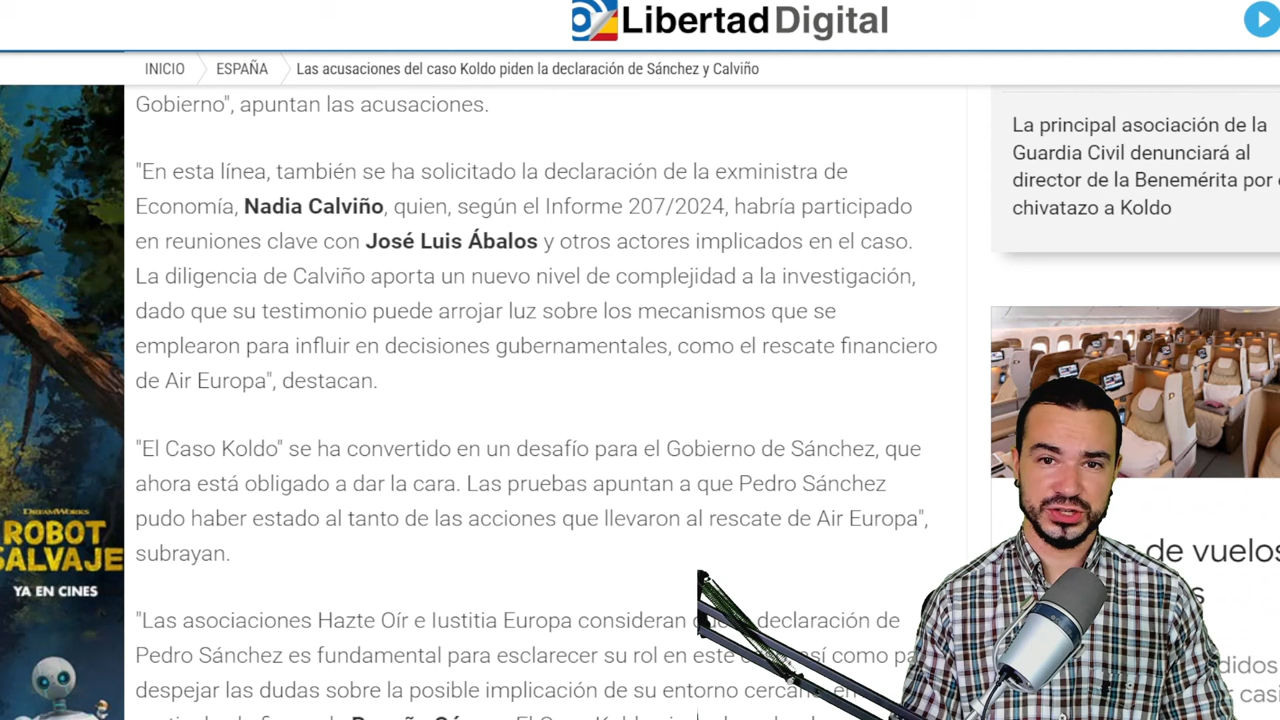 Libertad Digital
INICIO ESPAÑA Las acusaciones del caso Koldo piden la declaración de Sánchez y Calviño
Gobierno", apuntan las acusaciones.
"En esta línea, también se ha solicitado la declaración de la exministra de
Economía, Nadia Calviño, quien, según el Informe 207/2024, habría participado
en reuniones clave con José Luis Ábalos y otros actores implicados en el caso.
La diligencia de Calviño aporta un nuevo nivel de complejidad a la investigación,
dado que su testimonio puede arrojar luz sobre los mecanismos que se
emplearon para influir en decisiones gubernamentales, como el rescate financiero
de Air Europa", destacan.
"El Caso Koldo" se ha convertido en un desafío para el Gobierno de Sánchez, que
ahora está obligado a dar la cara. Las pruebas apuntan a que Pedro Sánchez
pudo haber estado al tanto de las acciones que llevaron al rescate de Air Europa",
subrayan.
"Las asociaciones Hazte Oír e Iustitia Europa consideran declaración de
Pedro Sánchez es fundamental para esclarecer su rol en este así como
despejar las dudas sobre la posible implicación de su entorno cercano, en
La principal asociación de la
Guardia Civil denunciará al
director de la Benemérita por
chivatazo a Koldo
de vuelos
DREAMWORKS
ROBOT
SALVAJE
YA EN CINES